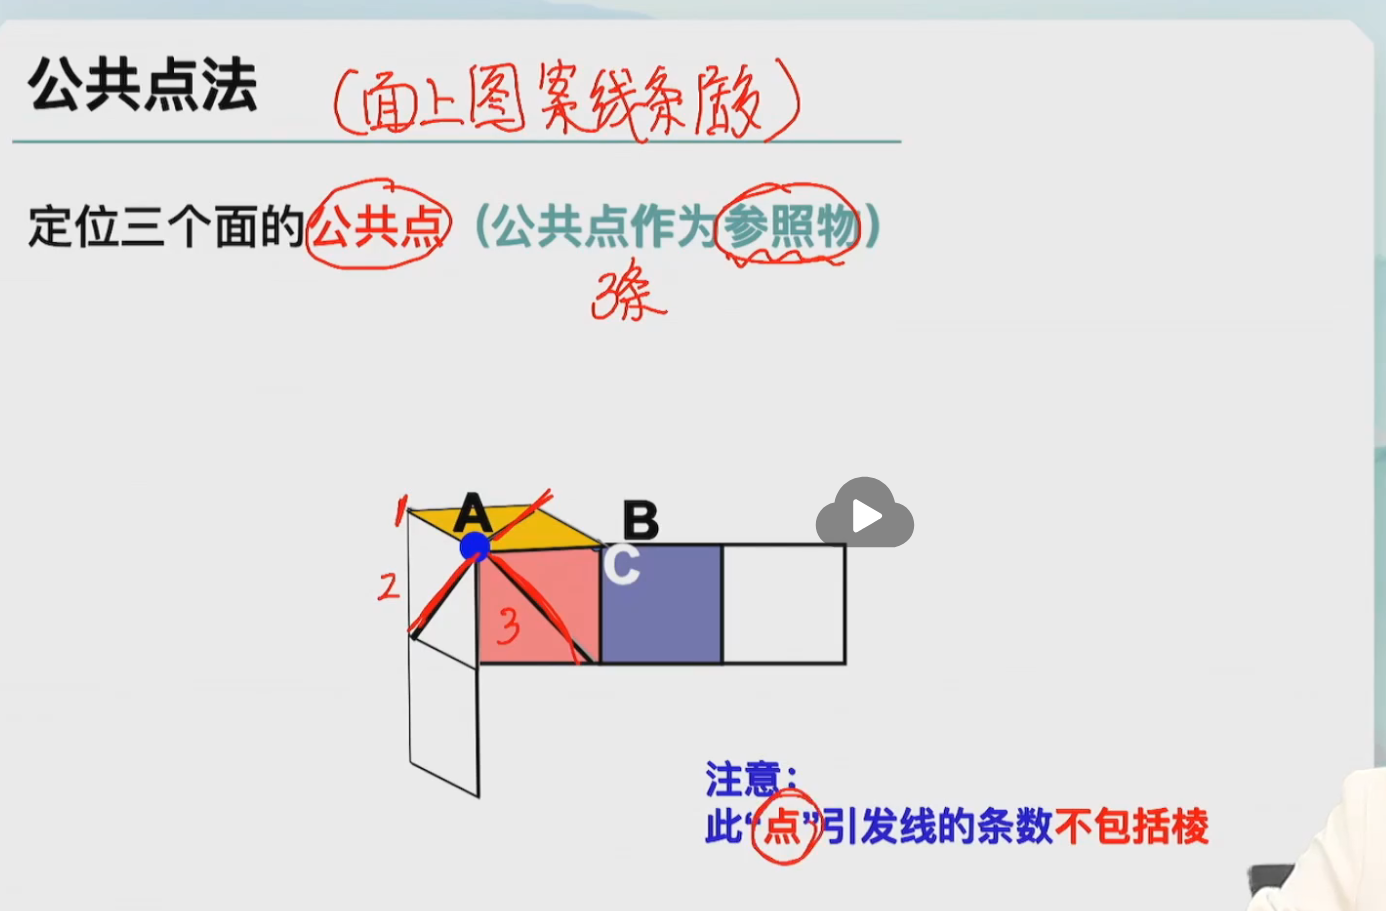 公共点法 (面上图案线条居多)
定位三个面的公共点（公共点作为参照物）
3条
A B
1
C
2
3
注意：
此“点”引发线的条数不包括棱